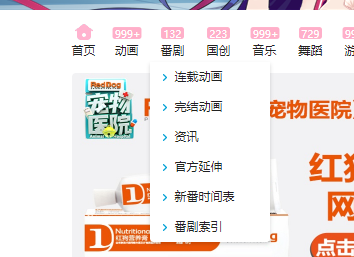 999+ 132 223 999+ 729 99
首页 动画 番剧 国创 音乐 舞蹈 游
连载动画
完结动画
资讯
官方延伸
新番时间表
番剧索引
RedDog
宠物
医院
宠物医院
红狗
网
点击
Nutritional
红狗营养膏